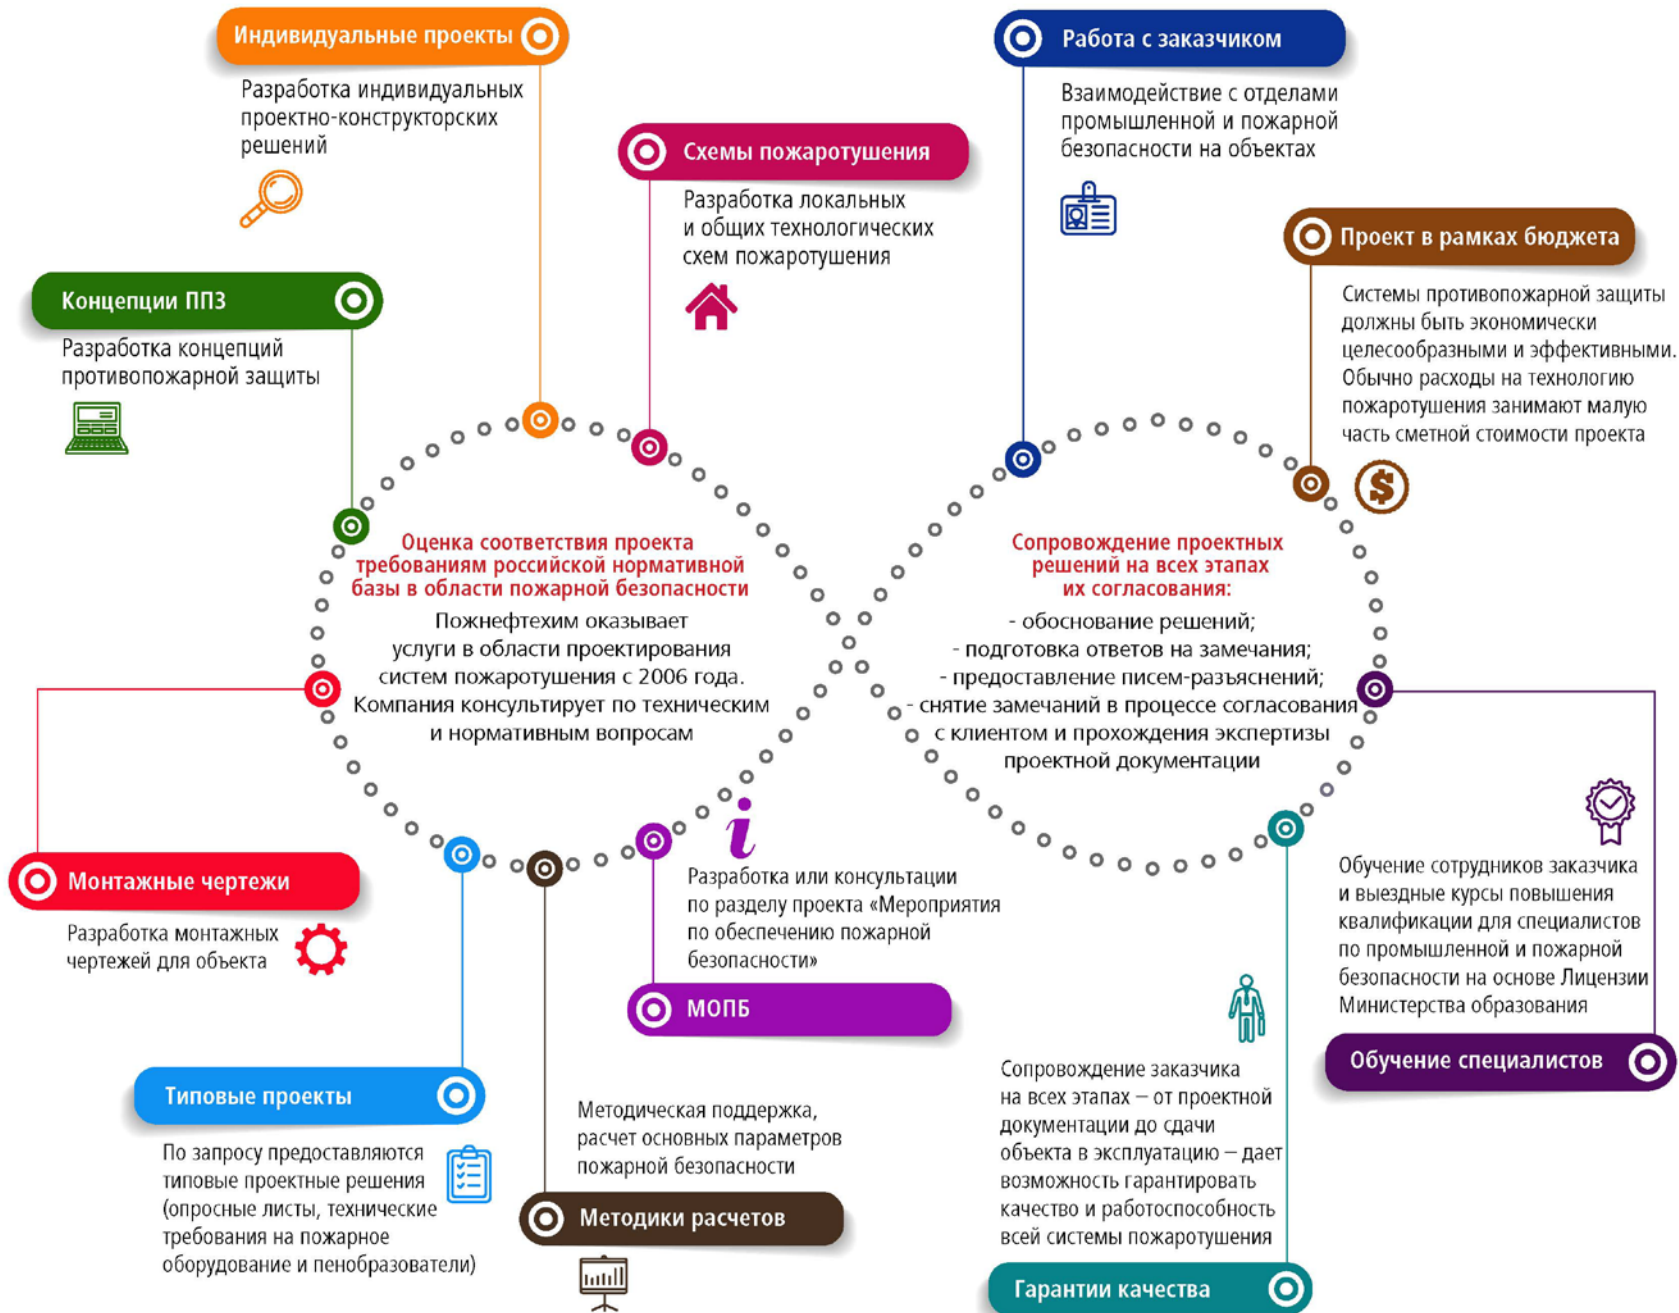 Индивидуальные проекты
Разработка индивидуальных
проектно-конструкторских
решений
Работа с заказчиком
Взаимодействие с отделами
промышленной и пожарной
безопасности на объектах
Схемы пожаротушения
Разработка локальных
и общих технологических
схем пожаротушения
Проект в рамках бюджета
Системы противопожарной защиты
должны быть экономически
целесообразными и эффективными.
Обычно расходы на технологию
пожаротушения занимают малую
часть сметной стоимости проекта
Концепции ППЗ
Разработка концепций
противопожарной защиты
Оценка соответствия проекта
требованиям российской нормативной
базы в области пожарной безопасности
Пожнефтехим оказывает
услуги в области проектирования
систем пожаротушения с 2006 года.
Компания консультирует по техническим
и нормативным вопросам
Сопровождение проектных
решений на всех этапах
их согласования:
- обоснование решений;
- подготовка ответов на замечания;
- предоставление писем-разъяснений;
- снятие замечаний в процессе согласования
с клиентом и прохождения экспертизы
проектной документации
Монтажные чертежи
Разработка монтажных
чертежей для объекта
i
Разработка или консультации
по разделу проекта «Мероприятия
по обеспечению пожарной
безопасности»
МОПБ
Обучение сотрудников заказчика
и выездные курсы повышения
квалификации для специалистов
по промышленной и пожарной
безопасности на основе Лицензии
Министерства образования
Обучение специалистов
Типовые проекты
По запросу предоставляются
типовые проектные решения
(опросные листы, технические
требования на пожарное
оборудование и пенобразователи)
Методическая поддержка,
расчет основных параметров
пожарной безопасности
Методики расчетов
Сопровождение заказчика
на всех этапах – от проектной
документации до сдачи
объекта в эксплуатацию – дает
возможность гарантировать
качество и работоспособность
всей системы пожаротушения
Гарантии качества
$